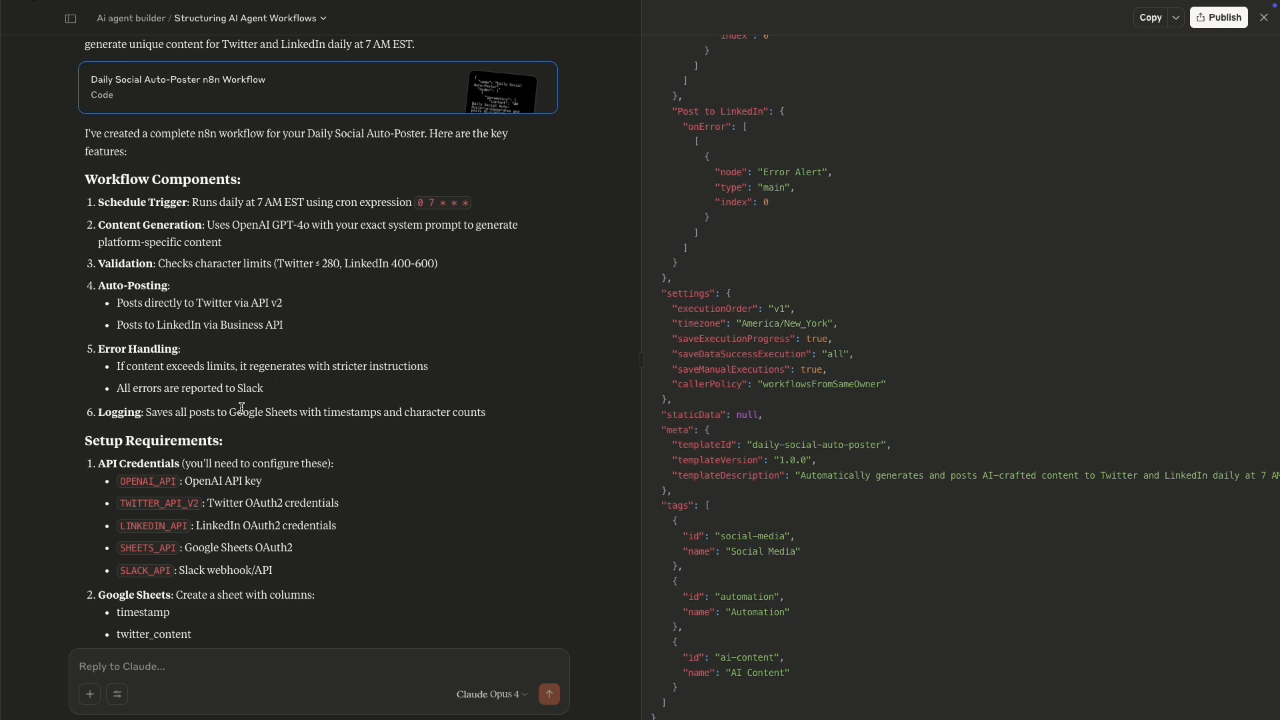 Ai agent builder / Structuring AI Agent Workflows
Copy
Publish
generate unique content for Twitter and LinkedIn daily at 7 AM EST.
Daily Social Auto-Poster n8n Workflow
Code
I've created a complete n8n workflow for your Daily Social Auto-Poster. Here are the key
features:
Workflow Components:
1. Schedule Trigger: Runs daily at 7 AM EST using cron expression 0 7 * * *
2. Content Generation: Uses OpenAI GPT-4o with your exact system prompt to generate
platform-specific content
3. Validation: Checks character limits (Twitter ≤ 280, LinkedIn 400-600)
4. Auto-Posting:
• Posts directly to Twitter via API v2
• Posts to LinkedIn via Business API
5. Error Handling:
• If content exceeds limits, it regenerates with stricter instructions
• All errors are reported to Slack
6. Logging: Saves all posts to Google Sheets with timestamps and character counts
Setup Requirements:
1. API Credentials (you'll need to configure these):
• OPENAI_API : OpenAI API key
• TWITTER_API_V2 : Twitter OAuth2 credentials
• LINKEDIN_API : LinkedIn OAuth2 credentials
• SHEETS_API : Google Sheets OAuth2
• SLACK_API : Slack webhook/API
2. Google Sheets: Create a sheet with columns:
• timestamp
• twitter_content
Reply to Claude...
Claude Opus 4
"index": 0
}
]
]
},
"Post to LinkedIn": {
"onError": [
[
{
"node": "Error Alert",
"type": "main",
"index": 0
}
]
]
}
},
"settings": {
"executionOrder": "v1",
"timezone": "America/New_York",
"saveExecutionProgress": true,
"saveDataSuccessExecution": "all",
"saveManualExecutions": true,
"callerPolicy": "workflowsFromSameOwner"
},
"staticData": null,
"meta": {
"templateId": "daily-social-auto-poster",
"templateVersion": "1.0.0",
"templateDescription": "Automatically generates and posts AI-crafted content to Twitter and LinkedIn daily at 7 AM
},
"tags": [
{
"id": "social-media",
"name": "Social Media"
},
{
"id": "automation",
"name": "Automation"
},
{
"id": "ai-content",
"name": "AI Content"
}
]
}